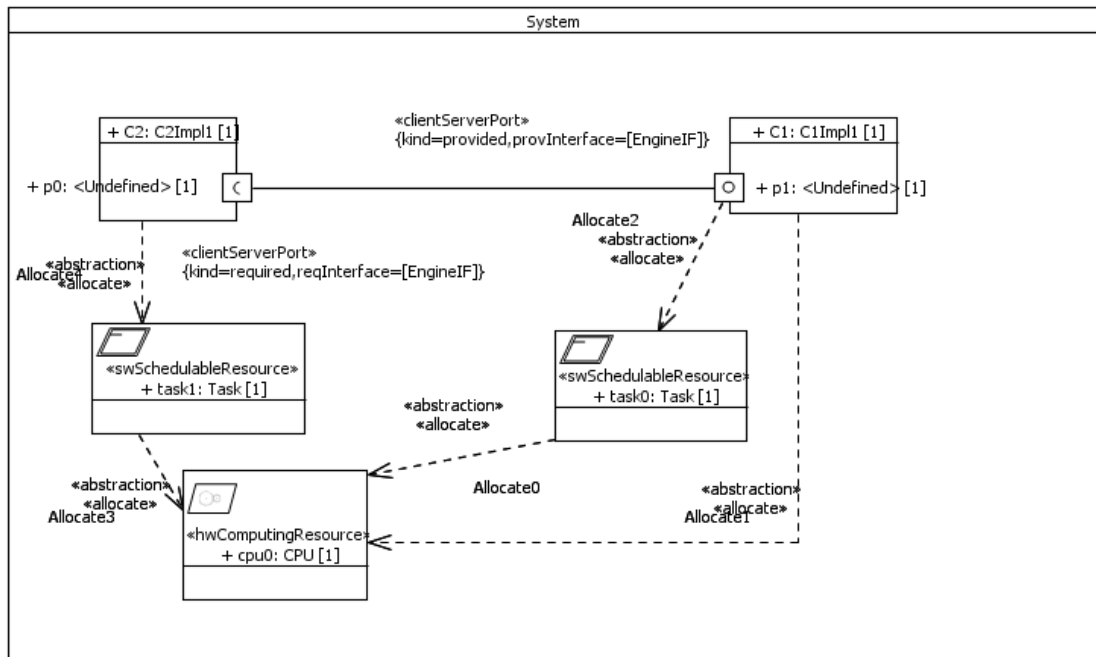 System
«clientServerPort»
{kind=provided,provInterface=[EngineIF]}
+ C2: C2Impl1 [1]
+ C1: C1Impl1 [1]
+ p0: <Undefined> [1]
+ p1: <Undefined> [1]
Allocate2
«abstraction»
«allocate»
«clientServerPort»
{kind=required,reqInterface=[EngineIF]}
«abstraction»
Allocate4
«allocate»
«swSchedulableResource»
+ task1: Task [1]
«swSchedulableResource»
+ task0: Task [1]
«abstraction»
«allocate»
«abstraction»
«allocate»
Allocate3
Allocate0
«abstraction»
«allocate»
Allocate1
«hwComputingResource»
+ cpu0: CPU [1]